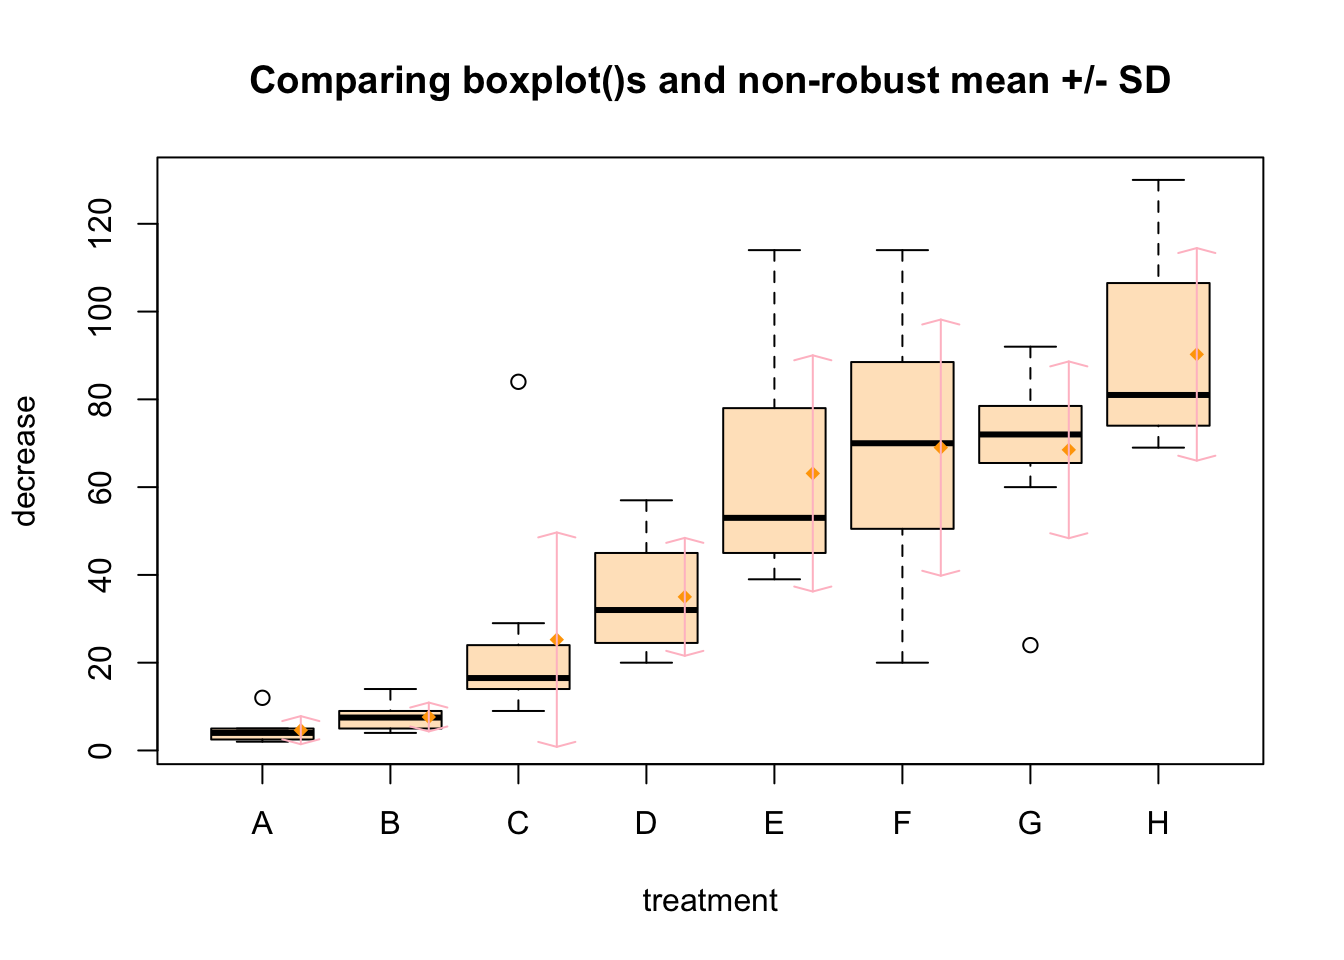 Comparing boxplot()s and non-robust mean +/- SD
decrease
120
100
80
60
40
20
0
A B C D E F G H
treatment